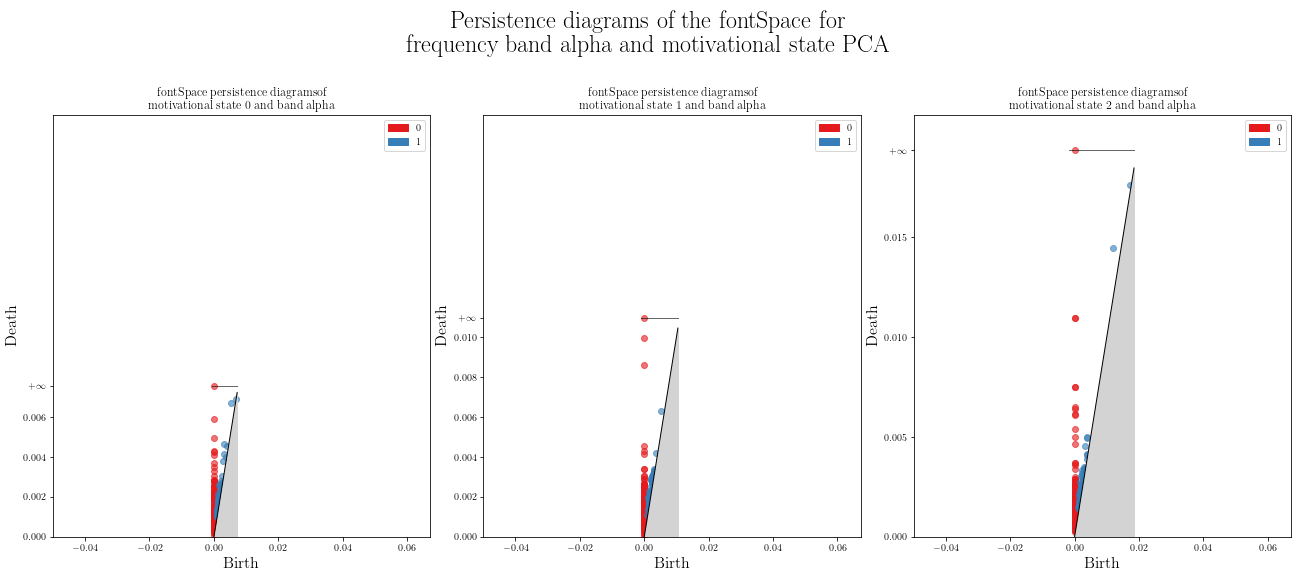 Persistence diagrams of the fontSpace for
frequency band alpha and motivational state PCA
fontSpace persistence diagramsof
motivational state 0 and band alpha
0
1
Death
+∞
0.006
0.004
0.002
0.000
−0.04
−0.02
0.00
0.02
0.04
0.06
Birth
fontSpace persistence diagramsof
motivational state 1 and band alpha
0
1
Death
+∞
0.010
0.008
0.006
0.004
0.002
0.000
−0.04
−0.02
0.00
0.02
0.04
0.06
Birth
fontSpace persistence diagramsof
motivational state 2 and band alpha
0
1
Death
+∞
0.015
0.010
0.005
0.000
−0.04
−0.02
0.00
0.02
0.04
0.06
Birth